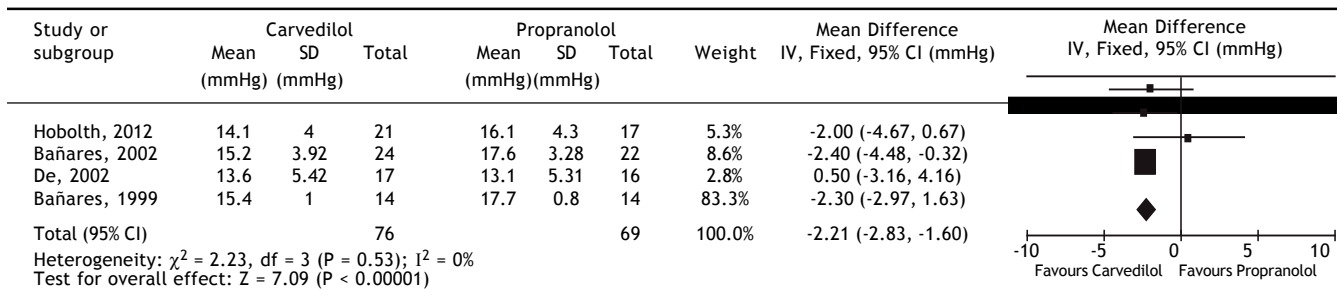 Study or subgroup Carvedilol Propranolol Weight Mean Difference Mean Difference
Mean SD Total Mean SD Total IV, Fixed, 95% CI (mmHg) IV, Fixed, 95% CI (mmHg)
(mmHg) (mmHg) (mmHg)(mmHg)
Hobolth, 2012 14.1 4 21 16.1 4.3 17 5.3% -2.00 (-4.67, 0.67)
Bañares, 2002 15.2 3.92 24 17.6 3.28 22 8.6% -2.40 (-4.48, -0.32)
De, 2002 13.6 5.42 17 13.1 5.31 16 2.8% 0.50 (-3.16, 4.16)
Bañares, 1999 15.4 1 14 17.7 0.8 14 83.3% -2.30 (-2.97, 1.63)
Total (95% CI) 76 69 100.0% -2.21 (-2.83, -1.60)
Heterogeneity: χ² = 2.23, df = 3 (P = 0.53); I² = 0%
Test for overall effect: Z = 7.09 (P < 0.00001)
-10 -5 0 5 10
Favours Carvedilol Favours Propranolol